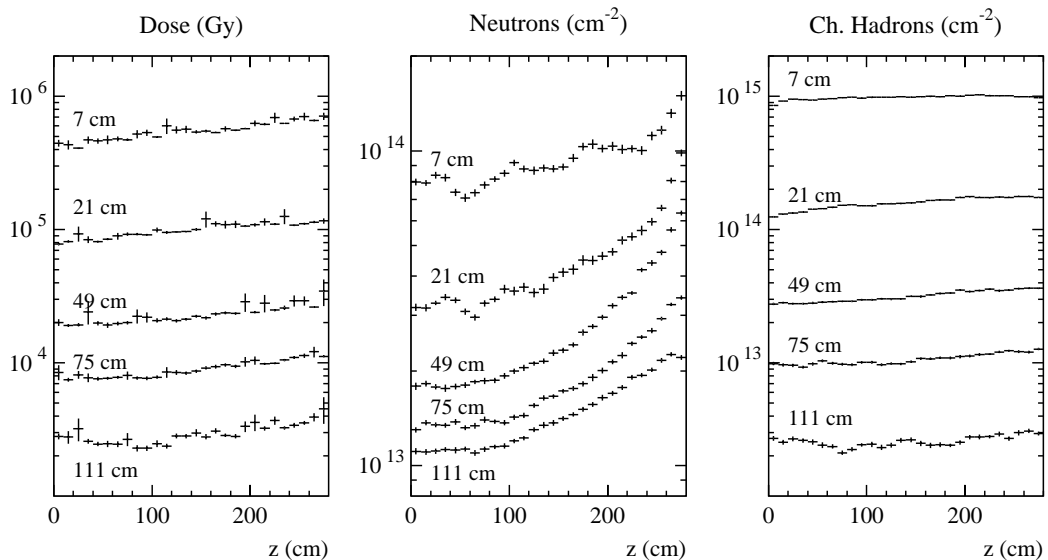 Dose (Gy)
10^6
10^5
10^4
7 cm
21 cm
49 cm
75 cm
111 cm
0 100 200
z (cm)
Neutrons (cm^-2)
10^14
10^13
7 cm
21 cm
49 cm
75 cm
111 cm
0 100 200
z (cm)
Ch. Hadrons (cm^-2)
10^15
10^14
10^13
7 cm
21 cm
49 cm
75 cm
111 cm
0 100 200
z (cm)